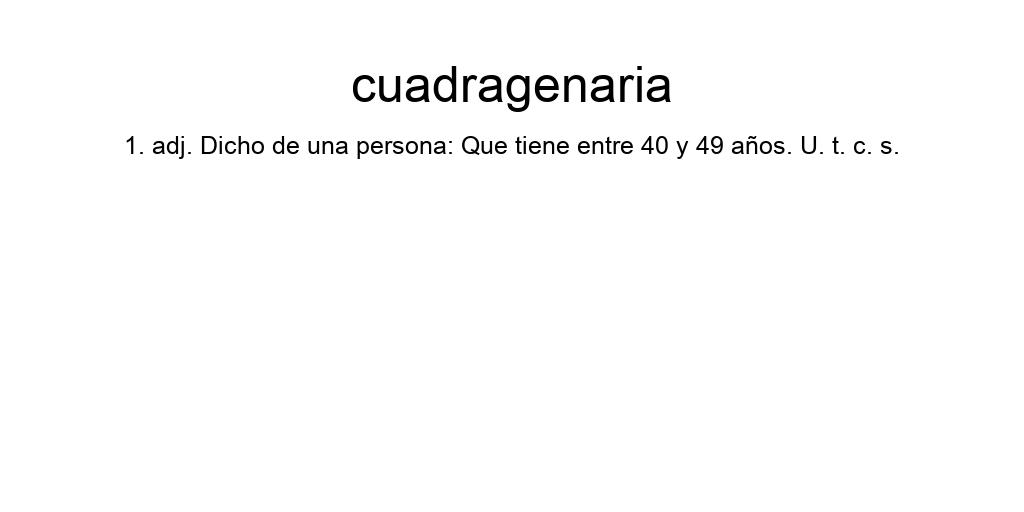 cuadragenaria
1. adj. Dicho de una persona: Que tiene entre 40 y 49 años. U. t. c. s.